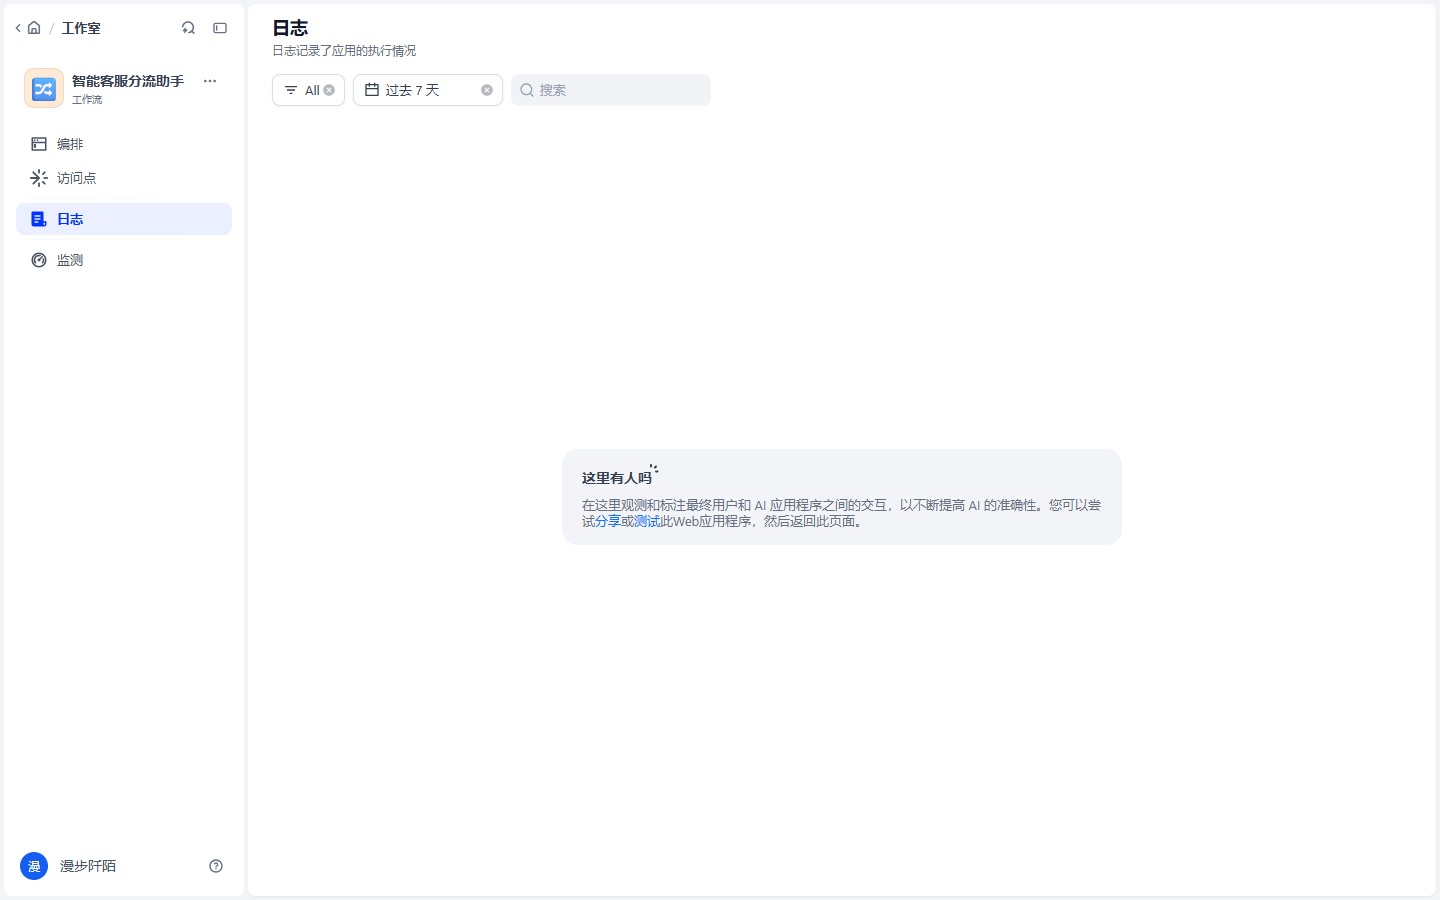 / 工作室
智能客服分流助手
工作流
编排
访问点
日志
监测
漫 漫步阡陌
日志
日志记录了应用的执行情况
All 过去 7 天 搜索
这里有人吗
在这里观测和标注最终用户和 AI 应用程序之间的交互，以不断提高 AI 的准确性。您可以尝
试分享或测试此Web应用程序，然后返回此页面。